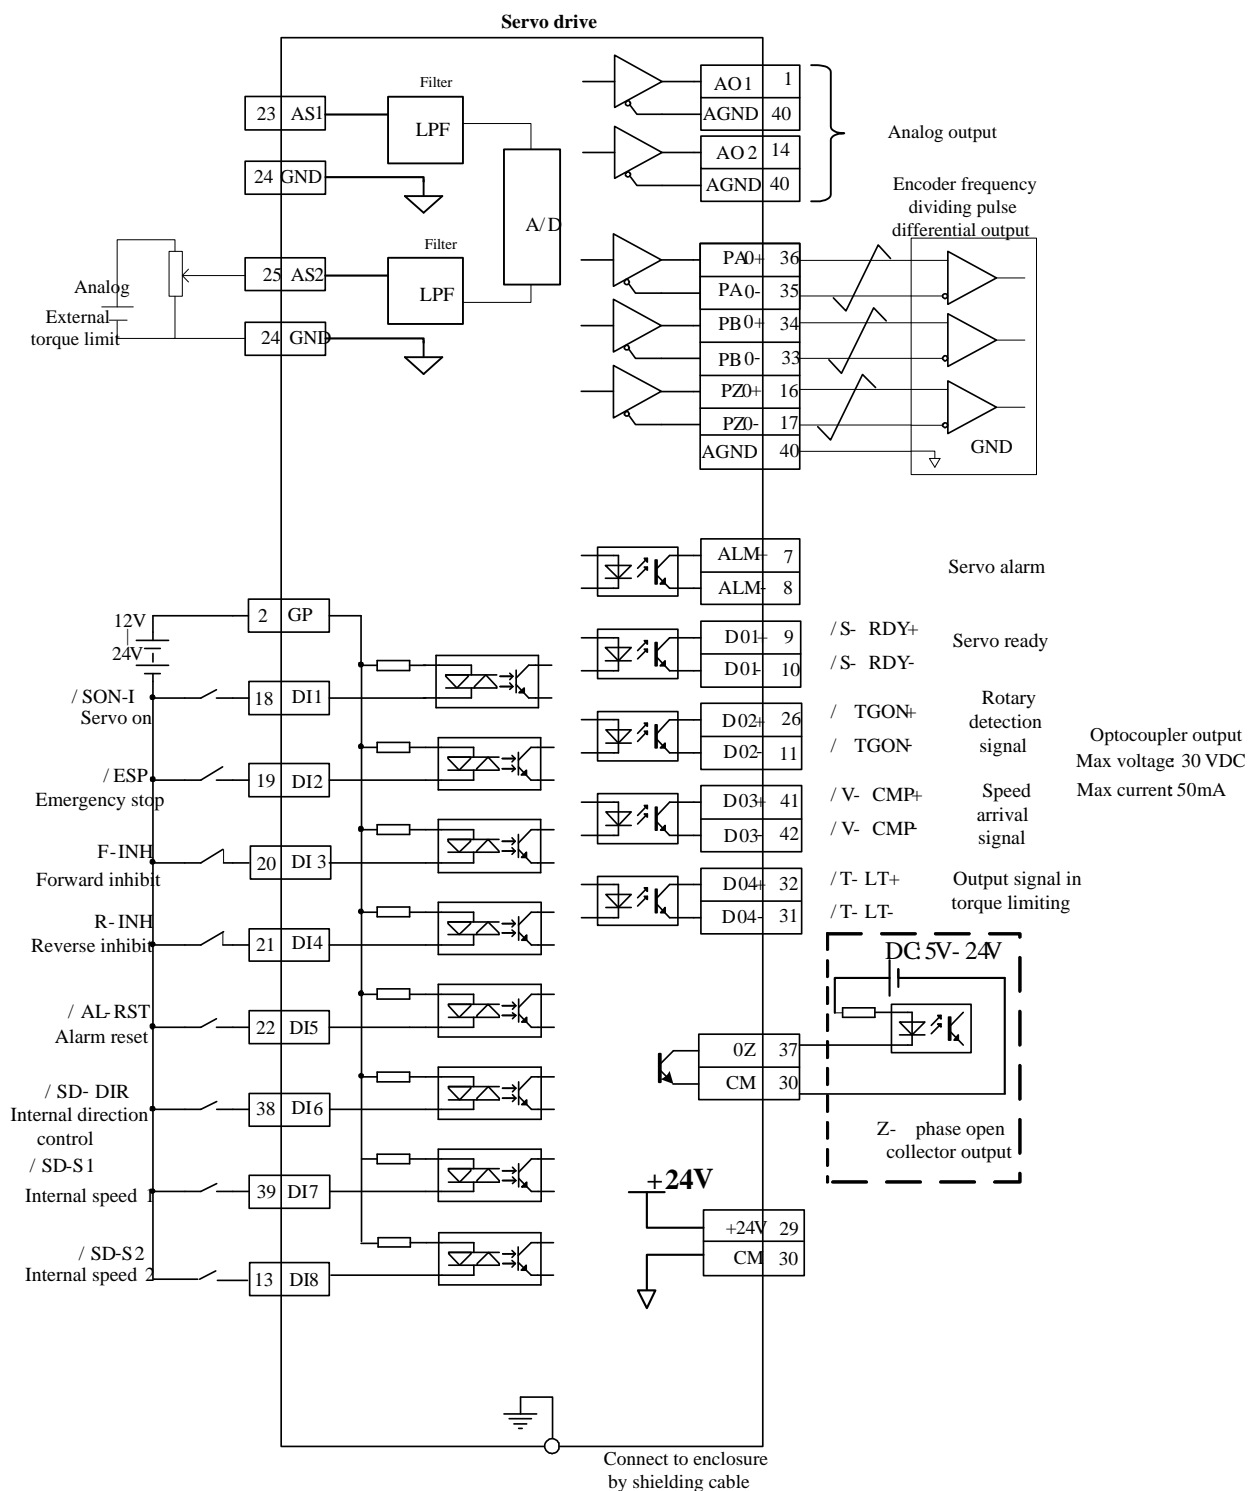 Servo drive
Filter
23 AS1
LPF
24 GND
A/D
Filter
25 AS2
LPF
24 GND
Analog
External
torque limit
AO1 1
AGND 40
AO2 14
AGND 40
Analog output
Encoder frequency
dividing pulse
differential output
PA0+ 36
PA0- 35
PB0+ 34
PB0- 33
PZ0+ 16
PZ0- 17
AGND 40
GND
ALM+ 7
ALM- 8
Servo alarm
D01+ 9 /S-RDY+
D01- 10 /S-RDY-
Servo ready
D02+ 26 / TGON+
D02- 11 / TGON-
Rotary
detection
signal
D03+ 41 /V-CMP+
D03- 42 /V-CMP-
Speed
arrival
signal
D04+ 32 /T-LT+
D04- 31 /T-LT-
Output signal in
torque limiting
Optocoupler output
Max voltage: 30 VDC
Max current: 50mA
12V
24V
2 GP
/SON-I
Servo on
18 DI1
/ESP
Emergency stop
19 DI2
F-INH
Forward inhibit
20 DI3
R-INH
Reverse inhibit
21 DI4
/AL-RST
Alarm reset
22 DI5
/SD-DIR
Internal direction
control
38 DI6
/SD-S1
Internal speed 1
39 DI7
/SD-S2
Internal speed 2
13 DI8
DC:5V-24V
0Z 37
CM 30
Z- phase open
collector output
+24V
+24V 29
CM 30
Connect to enclosure
by shielding cable